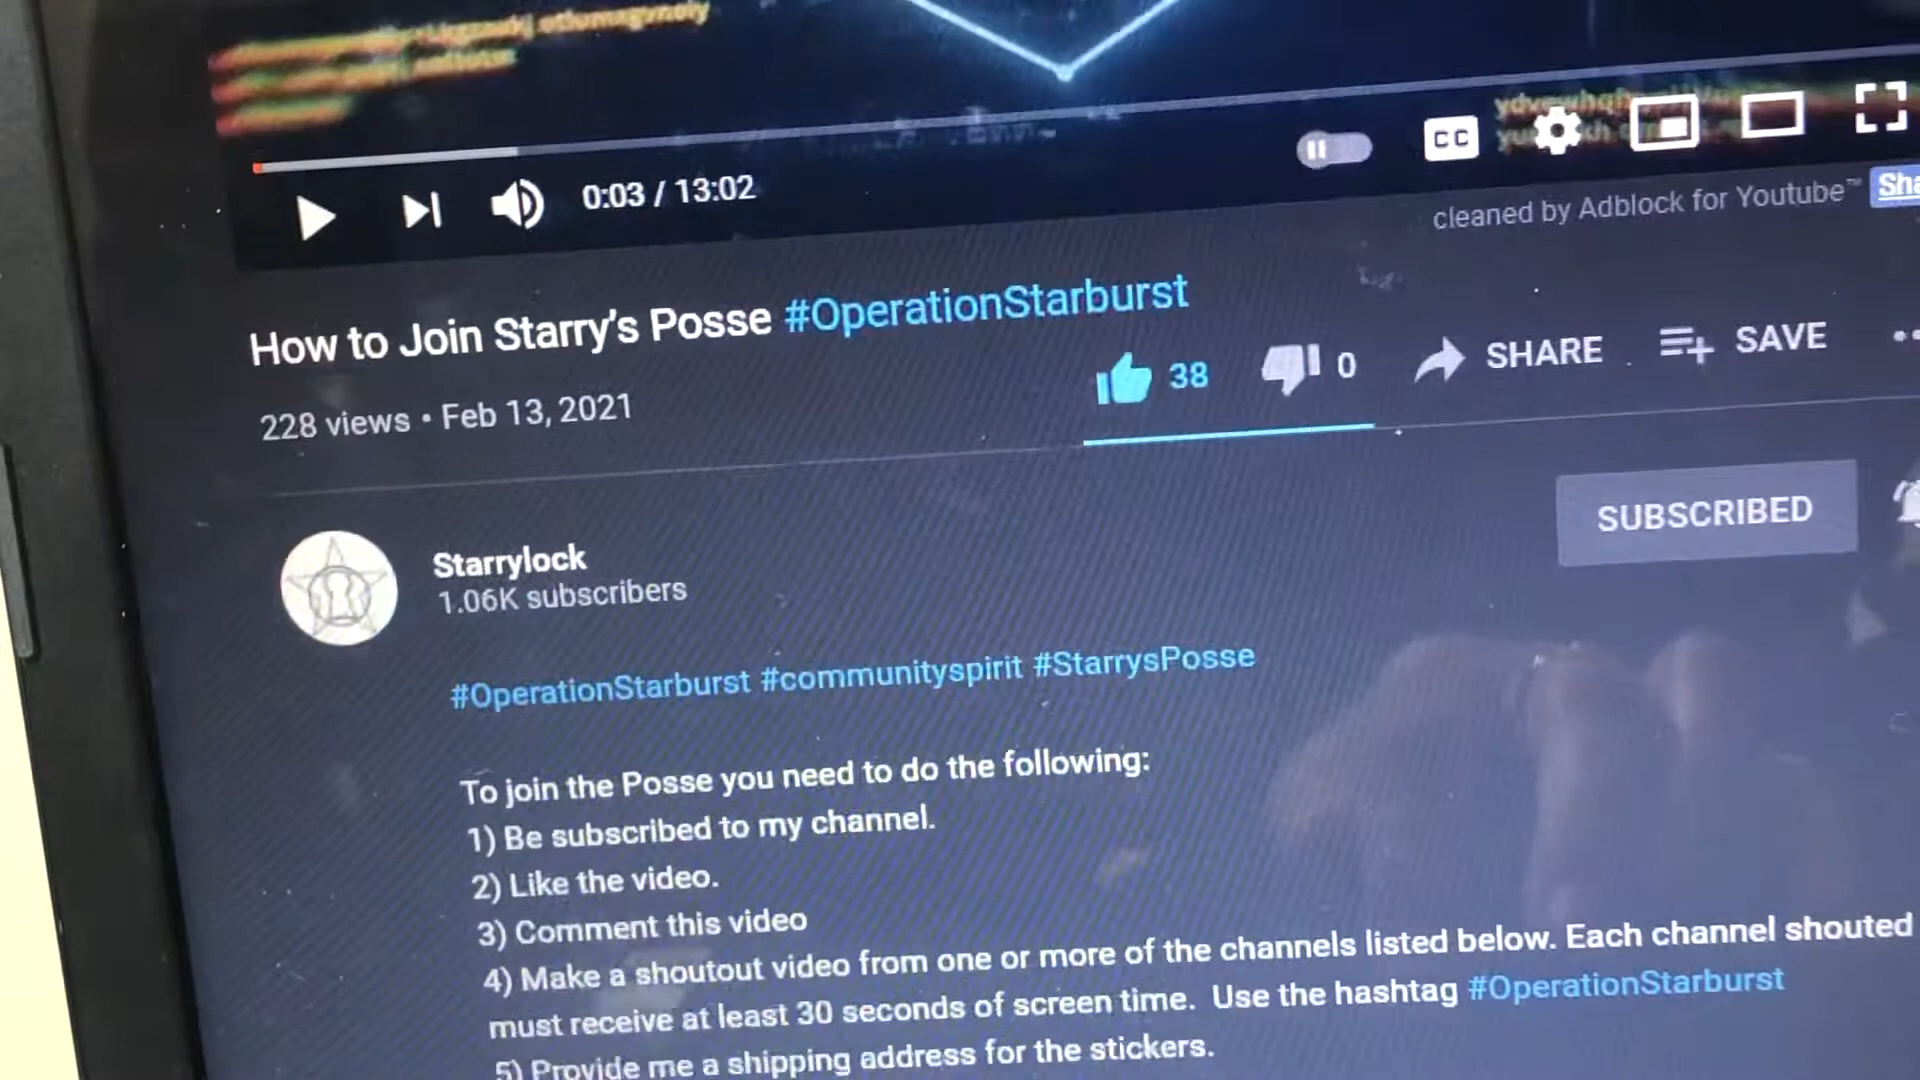 CC
0:03 / 13:02
cleaned by Adblock for Youtube™
How to Join Starry's Posse #OperationStarburst
228 views • Feb 13, 2021
38
0
SHARE
SAVE
SUBSCRIBED
Starrylock
1.06K subscribers
#OperationStarburst #communityspirit #StarrysPosse
To join the Posse you need to do the following:
1) Be subscribed to my channel.
2) Like the video.
3) Comment this video
4) Make a shoutout video from one or more of the channels listed below. Each channel shouted
must receive at least 30 seconds of screen time. Use the hashtag #OperationStarburst
5) Provide me a shipping address for the stickers.